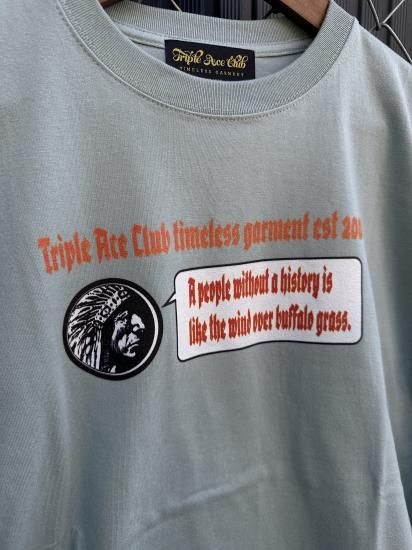 Triple Ace Club
TIMELESS GARMENT
Triple Ace Club timeless garment est
A people without a history is
like the wind over buffalo grass.